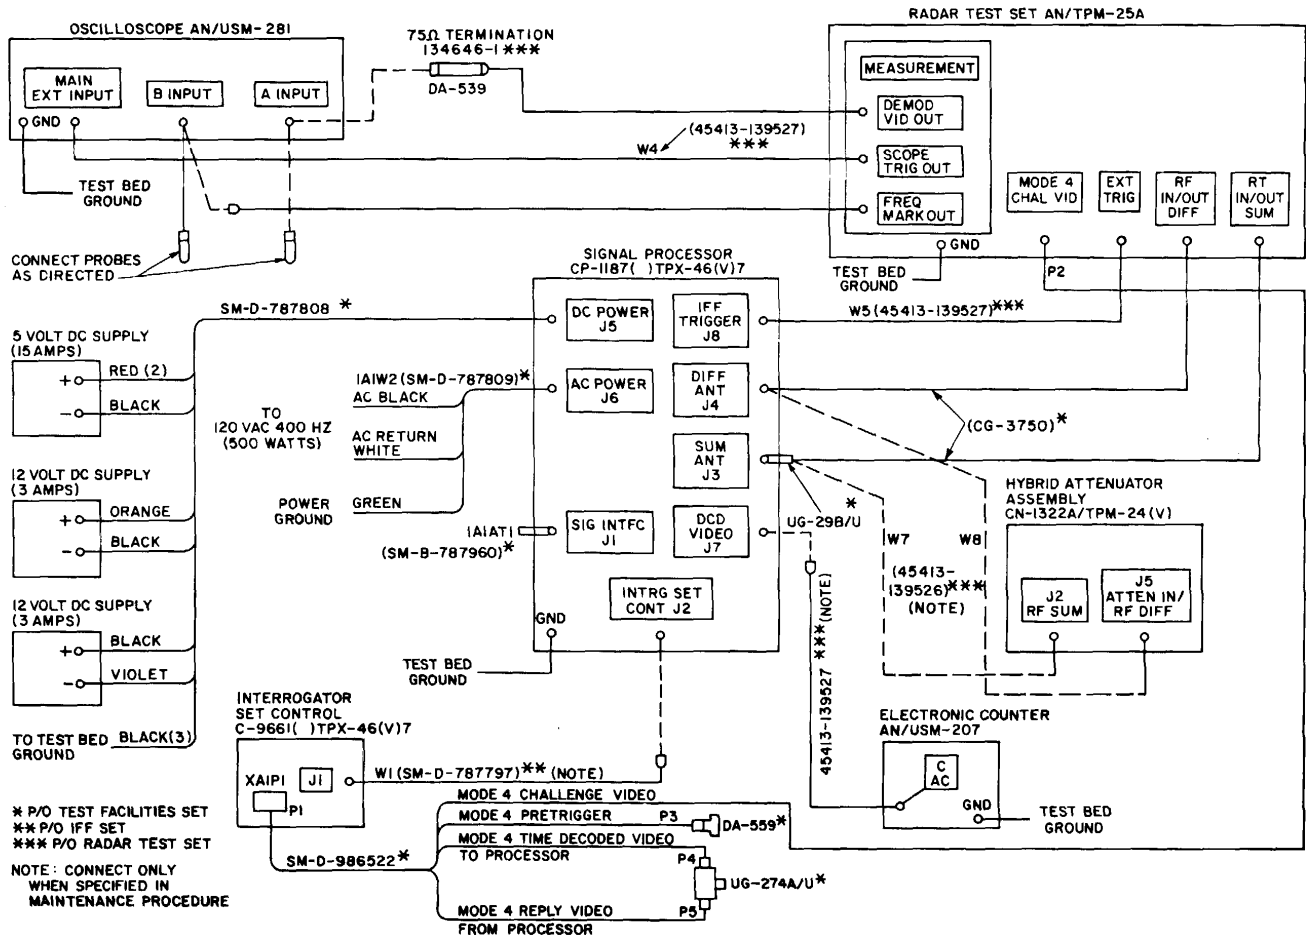 OSCILLOSCOPE AN/USM-281
MAIN
EXT INPUT
B INPUT
A INPUT
GND
TEST BED
GROUND
CONNECT PROBES
AS DIRECTED
75Ω TERMINATION
134646-1 ***
DA-539
W4
(45413-139527)
***
RADAR TEST SET AN/TPM-25A
MEASUREMENT
DEMOD
VID OUT
SCOPE
TRIG OUT
FREQ
MARK OUT
GND
TEST BED
GROUND
MODE 4
CHAL VID
EXT
TRIG
RF
IN/OUT
DIFF
RT
IN/OUT
SUM
P2
SIGNAL PROCESSOR
CP-1187( )TPX-46(V)7
DC POWER
J5
IFF
TRIGGER
J8
AC POWER
J6
DIFF
ANT
J4
SUM
ANT
J3
SIG INTFC
J1
DCD
VIDEO
J7
INTRG SET
CONT J2
GND
TEST BED
GROUND
SM-D-787808 *
5 VOLT DC SUPPLY
(15 AMPS)
+
RED (2)
-
BLACK
12 VOLT DC SUPPLY
(3 AMPS)
+
ORANGE
-
BLACK
12 VOLT DC SUPPLY
(3 AMPS)
+
BLACK
-
VIOLET
TO TEST BED
GROUND
BLACK(3)
1A1W2(SM-D-787809)*
AC BLACK
TO
120 VAC 400 HZ
(500 WATTS)
AC RETURN
WHITE
POWER
GROUND
GREEN
1A1AT1
(SM-B-787960)*
W5(45413-139527)***
(CG-3750)*
UG-29B/U
*
W7
W8
(45413-
139526)***
(NOTE)
HYBRID ATTENUATOR
ASSEMBLY
CN-1322A/TPM-24(V)
J2
RF SUM
J5
ATTEN IN/
RF DIFF
45413-139527 ***(NOTE)
ELECTRONIC COUNTER
AN/USM-207
C
AC
GND
TEST BED
GROUND
INTERROGATOR
SET CONTROL
C-9661( )TPX-46(V)7
XA1P1
J1
P1
W1(SM-D-787797)**(NOTE)
MODE 4 CHALLENGE VIDEO
MODE 4 PRETRIGGER
P3
DA-559*
MODE 4 TIME DECODED VIDEO
TO PROCESSOR
P4
UG-274A/U*
SM-D-986522*
MODE 4 REPLY VIDEO
FROM PROCESSOR
P5
* P/O TEST FACILITIES SET
** P/O IFF SET
*** P/O RADAR TEST SET
NOTE: CONNECT ONLY
WHEN SPECIFIED IN
MAINTENANCE PROCEDURE